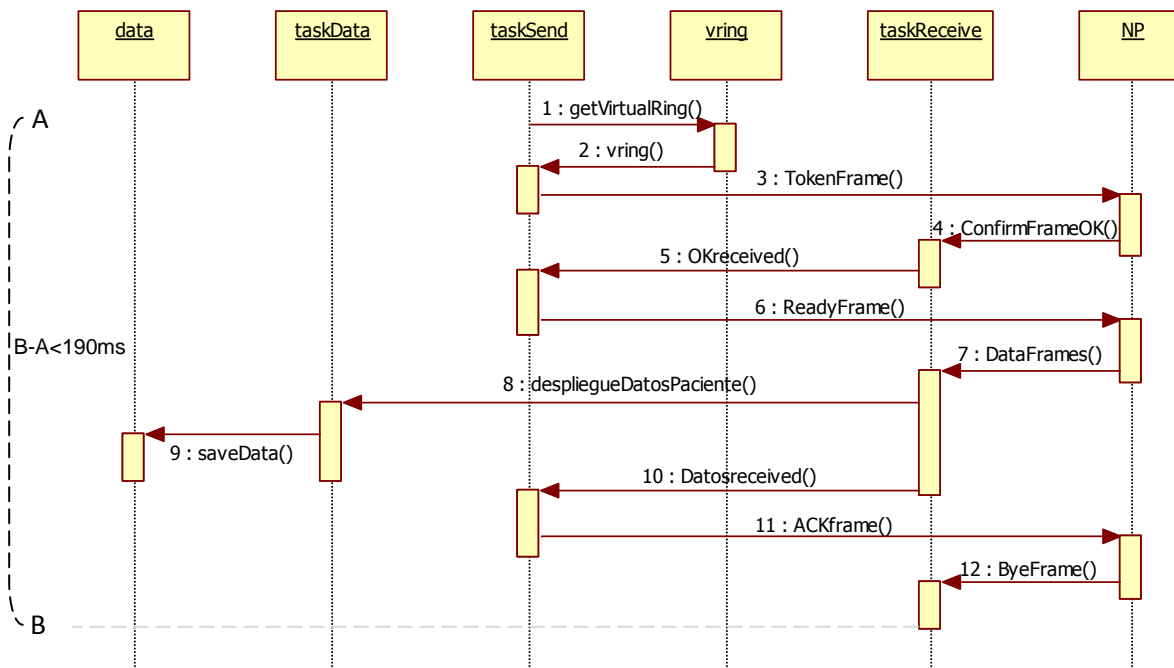 data
taskData
taskSend
vring
taskReceive
NP
A
1 : getVirtualRing()
2 : vring()
3 : TokenFrame()
4 : ConfirmFrameOK()
5 : OKreceived()
6 : ReadyFrame()
B-A<190ms
7 : DataFrames()
8 : despliegueDatosPaciente()
9 : saveData()
10 : Datosreceived()
11 : ACKframe()
12 : ByeFrame()
B